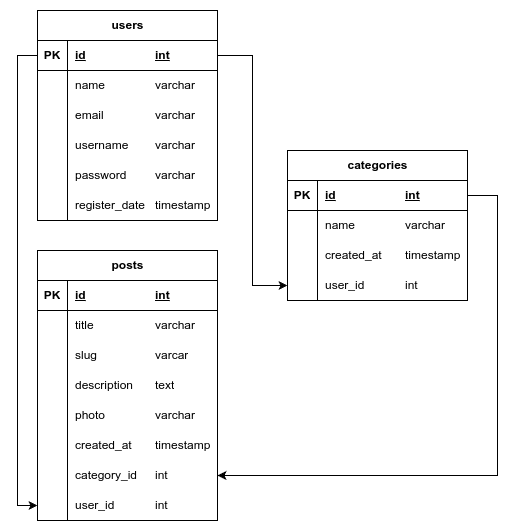 users
PK id int
name varchar
email varchar
username varchar
password varchar
register_date timestamp
categories
PK id int
name varchar
created_at timestamp
user_id int
posts
PK id int
title varchar
slug varcar
description text
photo varchar
created_at timestamp
category_id int
user_id int